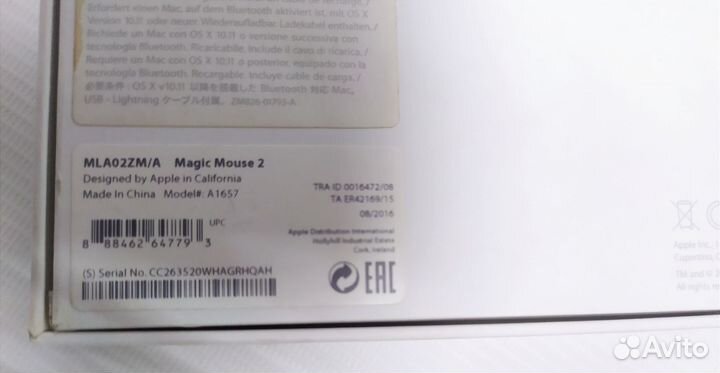 Erfordert einen Mac, auf dem Bluetooth aktiviert ist, mit OS X
Version 10.11 oder neuer. Wiederaufladbar. Ladekabel enthalten./
Richiede un Mac con OS X 10.11 o versione successiva con
tecnologia Bluetooth. Ricaricabile. Include il cavo di ricarica./
Requiere un Mac con OS X 10.11 o posterior, equipado con la
tecnología Bluetooth. Recargable. Incluye cable de carga./
必要条件：OS X v10.11 以降を搭載した Bluetooth 対応 Mac。
USB - Lightning ケーブル付属。 ZM826-01793-A
MLA02ZM/A Magic Mouse 2
Designed by Apple in California
Made In China Model#: A1657
TRA ID:0016472/08
TA ER42169/15
08/2016
UPC
8 88462 64779 3
Apple Distribution International
Hollyhill Industrial Estate
Cork, Ireland
(S) Serial No. CC263520WHAGRHQAH
EAC
Apple Inc.,
Cupertino, C
TM and ©
All rights
Avito